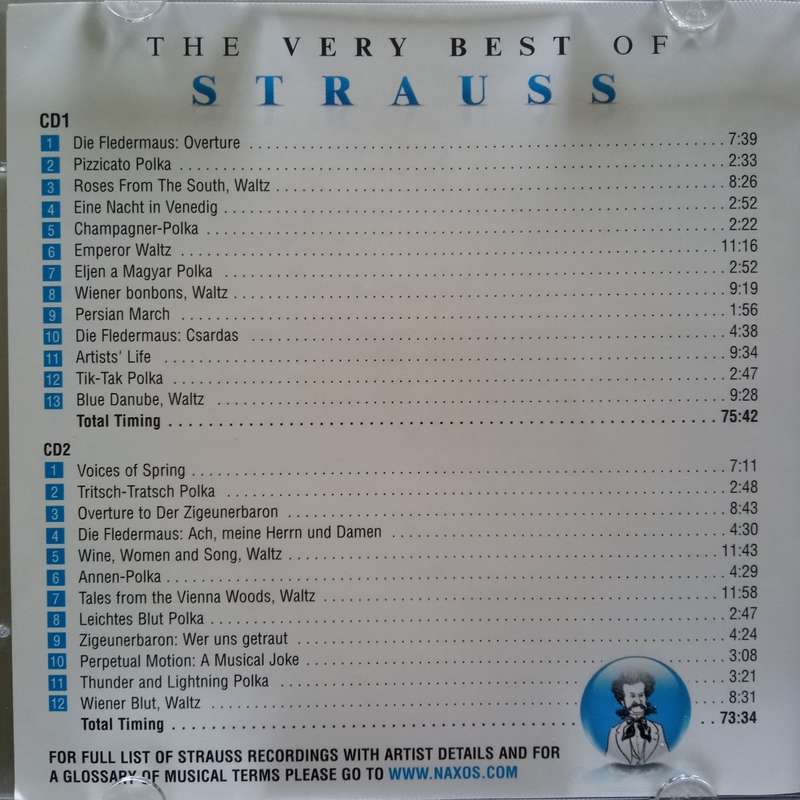 THE VERY BEST OF
STRAUSS
CD1
1 Die Fledermaus: Overture 7:39
2 Pizzicato Polka 2:33
3 Roses From The South, Waltz 8:26
4 Eine Nacht in Venedig 2:52
5 Champagner-Polka 2:22
6 Emperor Waltz 11:16
7 Eljen a Magyar Polka 2:52
8 Wiener bonbons, Waltz 9:19
9 Persian March 1:56
10 Die Fledermaus: Csardas 4:38
11 Artists' Life 9:34
12 Tik-Tak Polka 2:47
13 Blue Danube, Waltz 9:28
Total Timing 75:42
CD2
1 Voices of Spring 7:11
2 Tritsch-Tratsch Polka 2:48
3 Overture to Der Zigeunerbaron 8:43
4 Die Fledermaus: Ach, meine Herrn und Damen 4:30
5 Wine, Women and Song, Waltz 11:43
6 Annen-Polka 4:29
7 Tales from the Vienna Woods, Waltz 11:58
8 Leichtes Blut Polka 2:47
9 Zigeunerbaron: Wer uns getraut 4:24
10 Perpetual Motion: A Musical Joke 3:08
11 Thunder and Lightning Polka 3:21
12 Wiener Blut, Waltz 8:31
Total Timing 73:34
FOR FULL LIST OF STRAUSS RECORDINGS WITH ARTIST DETAILS AND FOR
A GLOSSARY OF MUSICAL TERMS PLEASE GO TO WWW.NAXOS.COM